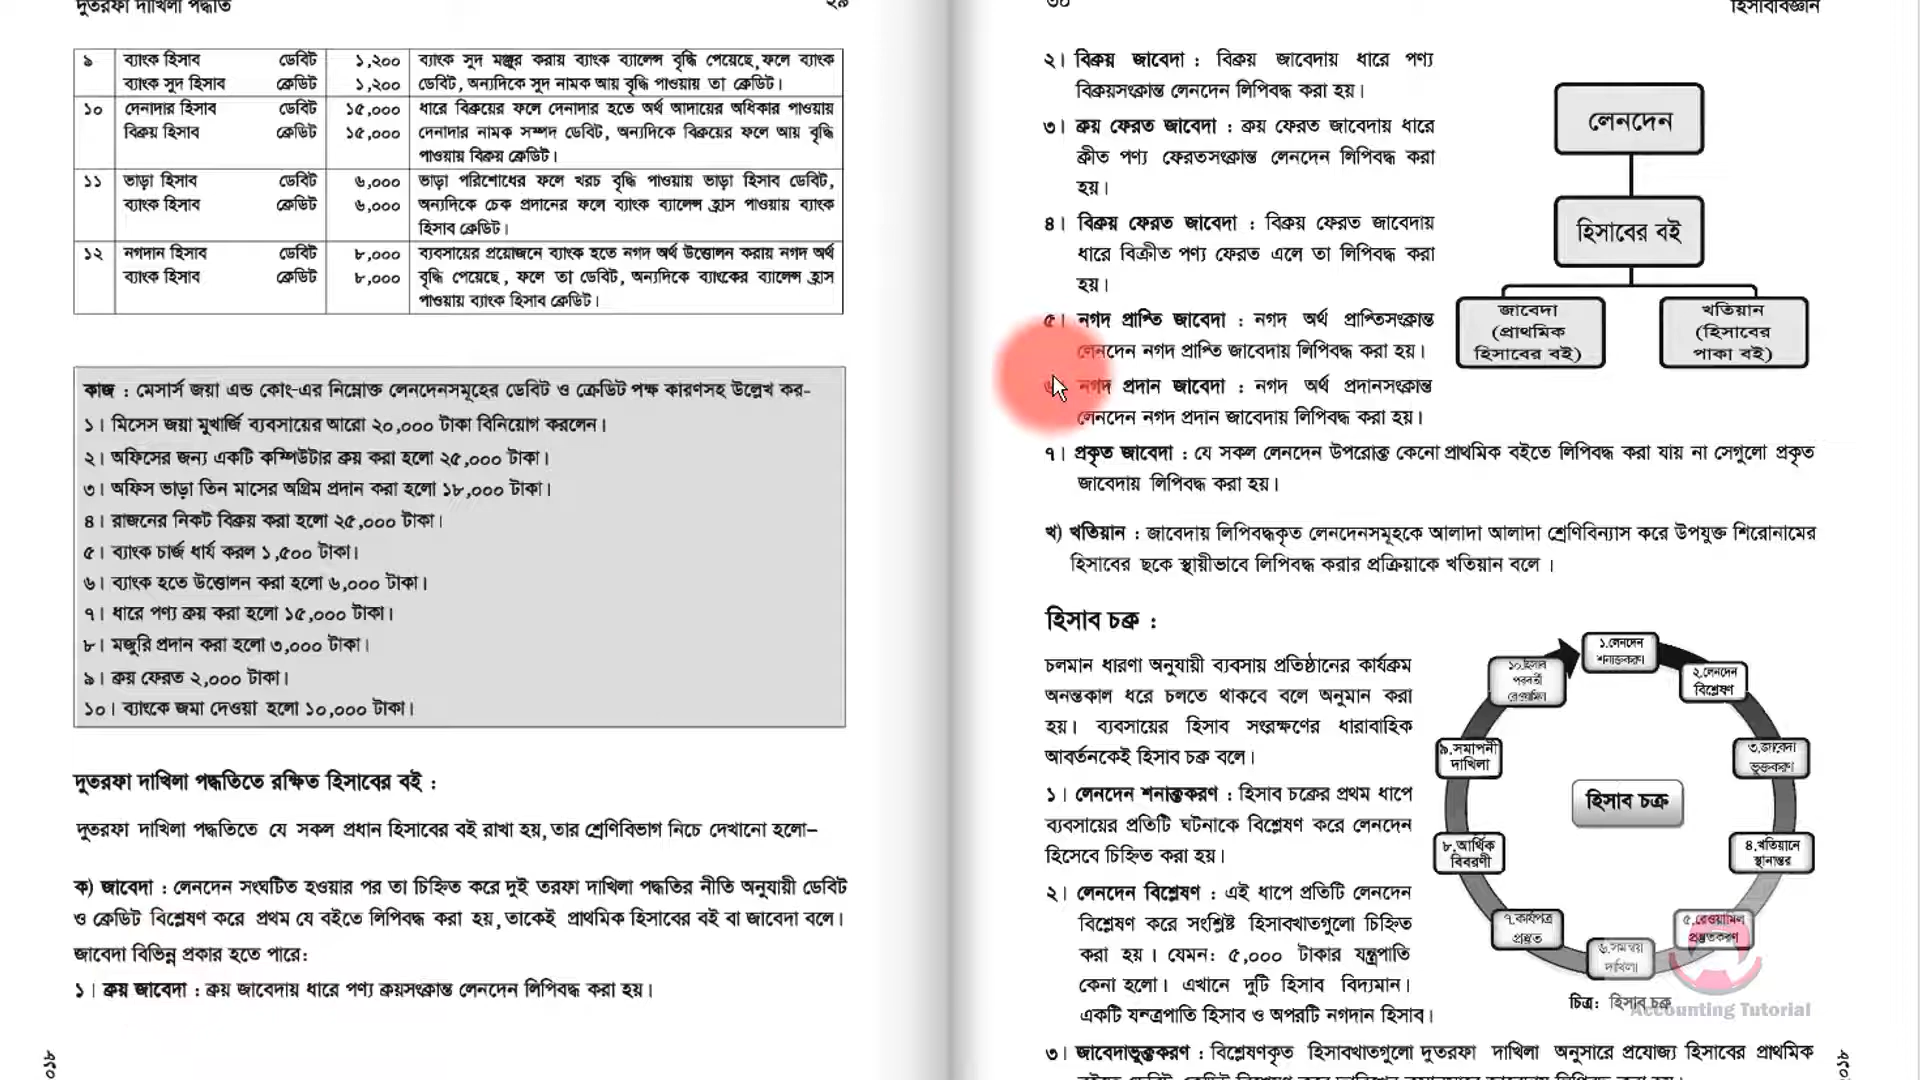 দুতরফা দাখিলা পদ্ধতি ২৯
৯ ব্যাংক হিসাব ডেবিট ১,২০০ ব্যাংক সুদ মঞ্জুর করায় ব্যাংক ব্যালেন্স বৃদ্ধি পেয়েছে, ফলে ব্যাংক
ব্যাংক সুদ হিসাব ক্রেডিট ১,২০০ ডেবিট, অন্যদিকে সুদ নামক আয় বৃদ্ধি পাওয়ায় তা ক্রেডিট।
১০ দেনাদার হিসাব ডেবিট ১৫,০০০ ধারে বিক্রয়ের ফলে দেনাদার হতে অর্থ আদায়ের অধিকার পাওয়ায়
বিক্রয় হিসাব ক্রেডিট ১৫,০০০ দেনাদার নামক সম্পদ ডেবিট, অন্যদিকে বিক্রয়ের ফলে আয় বৃদ্ধি
পাওয়ায় বিক্রয় ক্রেডিট।
১১ ভাড়া হিসাব ডেবিট ৬,০০০ ভাড়া পরিশোধের ফলে খরচ বৃদ্ধি পাওয়ায় ভাড়া হিসাব ডেবিট,
ব্যাংক হিসাব ক্রেডিট ৬,০০০ অন্যদিকে চেক প্রদানের ফলে ব্যাংক ব্যালেন্স হ্রাস পাওয়ায় ব্যাংক
হিসাব ক্রেডিট।
১২ নগদান হিসাব ডেবিট ৮,০০০ ব্যবসায়ের প্রয়োজনে ব্যাংক হতে নগদ অর্থ উত্তোলন করায় নগদ অর্থ
ব্যাংক হিসাব ক্রেডিট ৮,০০০ বৃদ্ধি পেয়েছে, ফলে তা ডেবিট, অন্যদিকে ব্যাংকের ব্যালেন্স হ্রাস
পাওয়ায় ব্যাংক হিসাব ক্রেডিট।
কাজ : মেসার্স জয়া এন্ড কোং-এর নিম্নোক্ত লেনদেনসমূহের ডেবিট ও ক্রেডিট পক্ষ কারণসহ উল্লেখ কর-
১। মিসেস জয়া মুখার্জি ব্যবসায়ের আরো ২০,০০০ টাকা বিনিয়োগ করলেন।
২। অফিসের জন্য একটি কম্পিউটার ক্রয় করা হলো ২৫,০০০ টাকা।
৩। অফিস ভাড়া তিন মাসের অগ্রিম প্রদান করা হলো ১৮,০০০ টাকা।
৪। রাজনের নিকট বিক্রয় করা হলো ২৫,০০০ টাকা।
৫। ব্যাংক চার্জ ধার্য করল ১,৫০০ টাকা।
৬। ব্যাংক হতে উত্তোলন করা হলো ৬,০০০ টাকা।
৭। ধারে পণ্য ক্রয় করা হলো ১৫,০০০ টাকা।
৮। মজুরি প্রদান করা হলো ৩,০০০ টাকা।
৯। ক্রয় ফেরত ২,০০০ টাকা।
১০। ব্যাংকে জমা দেওয়া হলো ১০,০০০ টাকা।
দুতরফা দাখিলা পদ্ধতিতে রক্ষিত হিসাবের বই :
দুতরফা দাখিলা পদ্ধতিতে যে সকল প্রধান হিসাবের বই রাখা হয়, তার শ্রেণিবিভাগ নিচে দেখানো হলো–
ক) জাবেদা : লেনদেন সংঘটিত হওয়ার পর তা চিহ্নিত করে দুই তরফা দাখিলা পদ্ধতির নীতি অনুযায়ী ডেবিট
ও ক্রেডিট বিশ্লেষণ করে প্রথম যে বইতে লিপিবদ্ধ করা হয়, তাকেই প্রাথমিক হিসাবের বই বা জাবেদা বলে।
জাবেদা বিভিন্ন প্রকার হতে পারে:
১। ক্রয় জাবেদা : ক্রয় জাবেদায় ধারে পণ্য ক্রয়সংক্রান্ত লেনদেন লিপিবদ্ধ করা হয়।
০১৮
৩০ হিসাববিজ্ঞান
২। বিক্রয় জাবেদা : বিক্রয় জাবেদায় ধারে পণ্য
বিক্রয়সংক্রান্ত লেনদেন লিপিবদ্ধ করা হয়।
৩। ক্রয় ফেরত জাবেদা : ক্রয় ফেরত জাবেদায় ধারে
ক্রীত পণ্য ফেরতসংক্রান্ত লেনদেন লিপিবদ্ধ করা
হয়।
৪। বিক্রয় ফেরত জাবেদা : বিক্রয় ফেরত জাবেদায়
ধারে বিক্রীত পণ্য ফেরত এলে তা লিপিবদ্ধ করা
হয়।
৫। নগদ প্রাপ্তি জাবেদা : নগদ অর্থ প্রাপ্তিসংক্রান্ত
লেনদেন নগদ প্রাপ্তি জাবেদায় লিপিবদ্ধ করা হয়।
৬। নগদ প্রদান জাবেদা : নগদ অর্থ প্রদানসংক্রান্ত
লেনদেন নগদ প্রদান জাবেদায় লিপিবদ্ধ করা হয়।
লেনদেন
হিসাবের বই
জাবেদা
(প্রাথমিক
হিসাবের বই)
খতিয়ান
(হিসাবের
পাকা বই)
৭। প্রকৃত জাবেদা : যে সকল লেনদেন উপরোক্ত কেনো প্রাথমিক বইতে লিপিবদ্ধ করা যায় না সেগুলো প্রকৃত
জাবেদায় লিপিবদ্ধ করা হয়।
খ) খতিয়ান : জাবেদায় লিপিবদ্ধকৃত লেনদেনসমূহকে আলাদা আলাদা শ্রেণিবিন্যাস করে উপযুক্ত শিরোনামের
হিসাবের ছকে স্থায়ীভাবে লিপিবদ্ধ করার প্রক্রিয়াকে খতিয়ান বলে ।
হিসাব চক্র :
চলমান ধারণা অনুযায়ী ব্যবসায় প্রতিষ্ঠানের কার্যক্রম
অনন্তকাল ধরে চলতে থাকবে বলে অনুমান করা
হয়। ব্যবসায়ের হিসাব সংরক্ষণের ধারাবাহিক
আবর্তনকেই হিসাব চক্র বলে।
১। লেনদেন শনাক্তকরণ : হিসাব চক্রের প্রথম ধাপে
ব্যবসায়ের প্রতিটি ঘটনাকে বিশ্লেষণ করে লেনদেন
হিসেবে চিহ্নিত করা হয়।
২। লেনদেন বিশ্লেষণ : এই ধাপে প্রতিটি লেনদেন
বিশ্লেষণ করে সংশ্লিষ্ট হিসাবখাতগুলো চিহ্নিত
করা হয় । যেমন: ৫,০০০ টাকার যন্ত্রপাতি
কেনা হলো। এখানে দুটি হিসাব বিদ্যমান।
একটি যন্ত্রপাতি হিসাব ও অপরটি নগদান হিসাব।
১.লেনদেন
শনাক্তকরণ
২.লেনদেন
বিশ্লেষণ
৩.জাবেদা
ভুক্তকরণ
৪.খতিয়ানে
স্থানান্তর
৫.রেওয়ামিল
প্রস্তুতকরণ
৬.সমন্বয়
দাখিলা
৭.কার্যপত্র
প্রস্তুত
৮.আর্থিক
বিবরণী
৯.সমাপনী
দাখিলা
১০.হিসাব
পরবর্তী
রেওয়ামিল
হিসাব চক্র
চিত্র: হিসাব চক্র
Accounting Tutorial
৩। জাবেদাভুক্তকরণ : বিশ্লেষণকৃত হিসাবখাতগুলো দুতরফা দাখিলা অনুসারে প্রযোজ্য হিসাবের প্রাথমিক